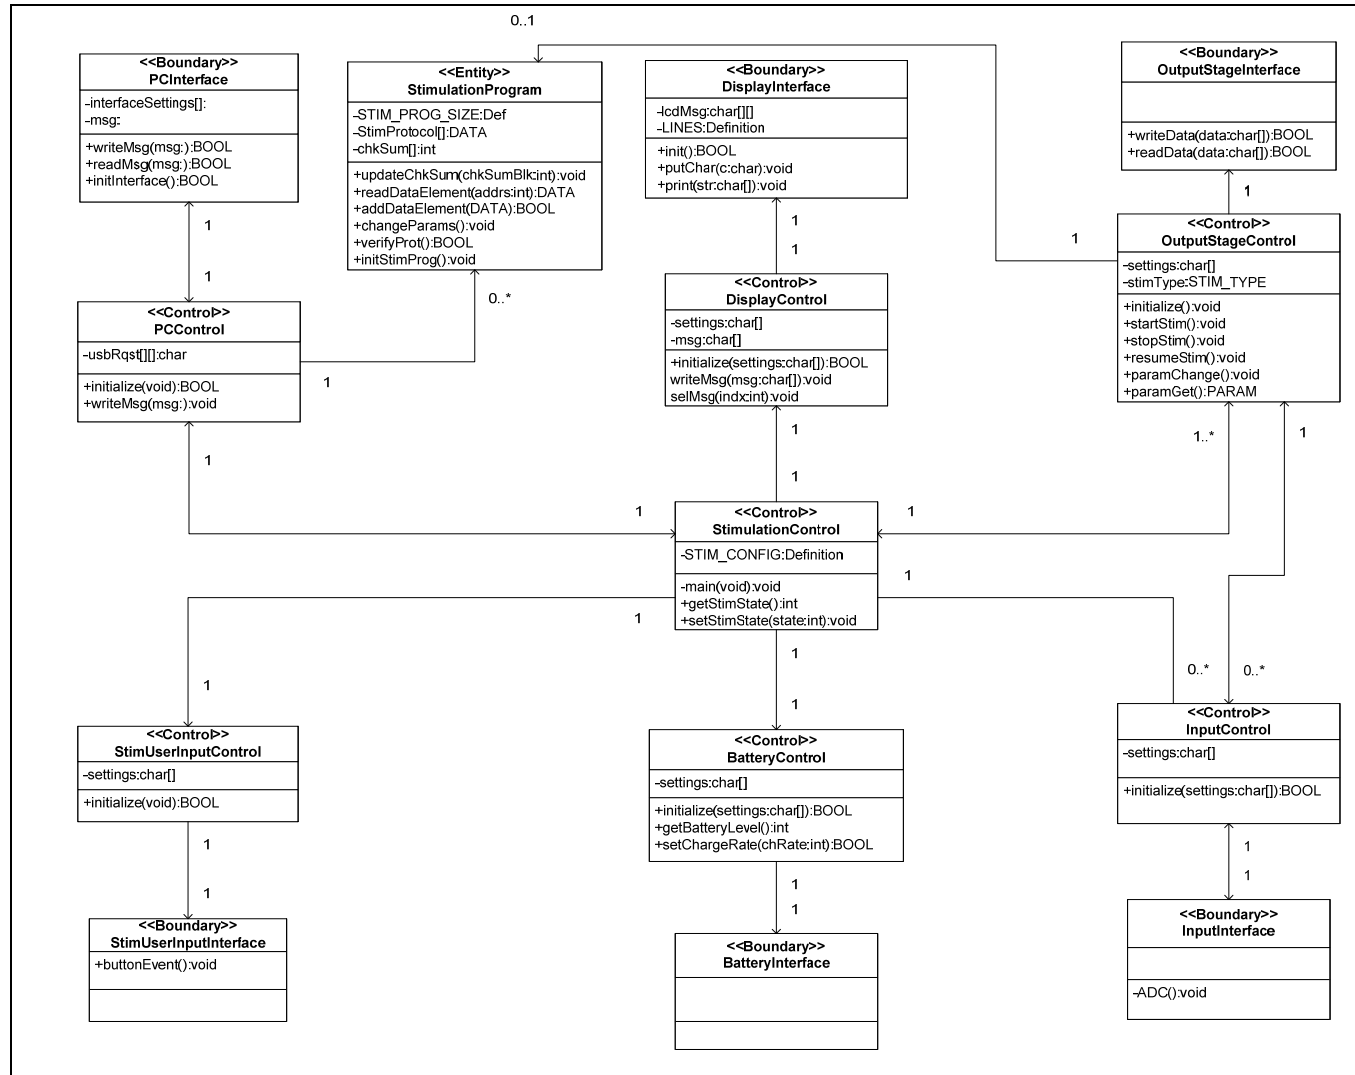 0..1
<<Boundary>>
PCInterface
-interfaceSettings[]:
-msg:
+writeMsg(msg:):BOOL
+readMsg(msg:):BOOL
+initInterface():BOOL
<<Entity>>
StimulationProgram
-STIM_PROG_SIZE:Def
-StimProtocol[]:DATA
-chkSum[]:int
+updateChkSum(chkSumBlk:int):void
+readDataElement(addrs:int):DATA
+addDataElement(DATA):BOOL
+changeParams():void
+verifyProt():BOOL
+initStimProg():void
<<Boundary>>
DisplayInterface
-lcdMsg:char[][]
-LINES:Definition
+init():BOOL
+putChar(c:char):void
+print(str:char[]):void
<<Boundary>>
OutputStageInterface
+writeData(data:char[]):BOOL
+readData(data:char[]):BOOL
1
1
1
1
1
1
1
0..*
<<Control>>
PCControl
-usbRqst[][]:char
+initialize(void):BOOL
+writeMsg(msg:):void
1
<<Control>>
DisplayControl
-settings:char[]
-msg:char[]
+initialize(settings:char[]):BOOL
writeMsg(msg:char[]):void
selMsg(indx:int):void
<<Control>>
OutputStageControl
-settings:char[]
-stimType:STIM_TYPE
+initialize():void
+startStim():void
+stopStim():void
+resumeStim():void
+paramChange():void
+paramGet():PARAM
1
1
1
1..*
1
1
1
<<Control>>
StimulationControl
-STIM_CONFIG:Definition
-main(void):void
+getStimState():int
+setStimState(state:int):void
1
1
1
1
1
0..*
0..*
<<Control>>
StimUserInputControl
-settings:char[]
+initialize(void):BOOL
<<Control>>
BatteryControl
-settings:char[]
+initialize(settings:char[]):BOOL
+getBatteryLevel():int
+setChargeRate(chRate:int):BOOL
<<Control>>
InputControl
-settings:char[]
+initialize(settings:char[]):BOOL
1
1
1
1
1
1
<<Boundary>>
StimUserInputInterface
+buttonEvent():void
<<Boundary>>
BatteryInterface
<<Boundary>>
InputInterface
-ADC():void